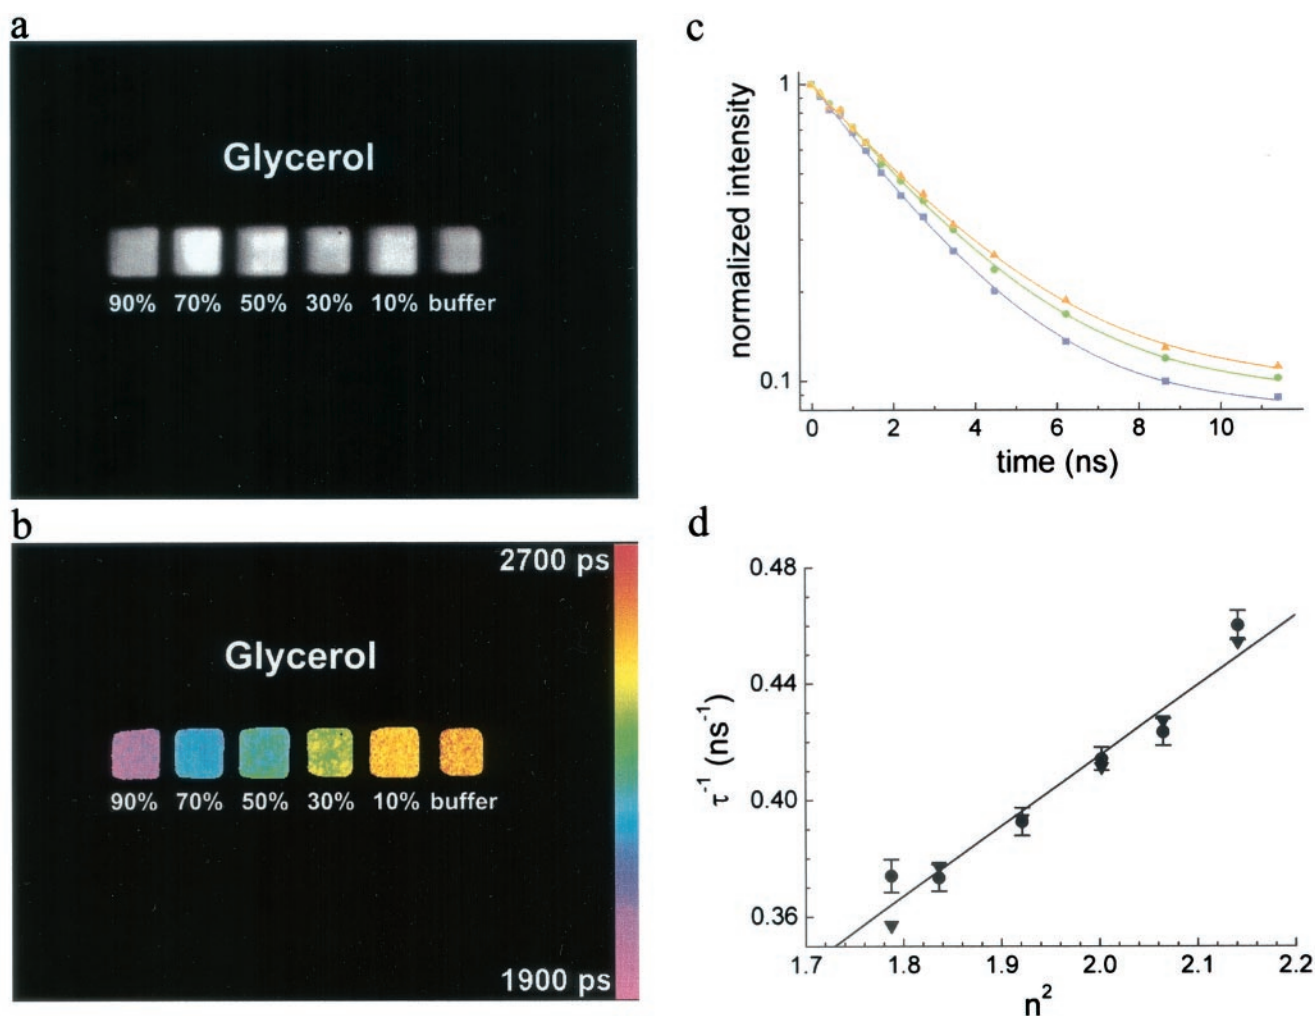 a
Glycerol
90% 70% 50% 30% 10% buffer
b
2700 ps
Glycerol
90% 70% 50% 30% 10% buffer
1900 ps
c
normalized intensity
1
0.1
0 2 4 6 8 10
time (ns)
d
τ⁻¹ (ns⁻¹)
0.48
0.44
0.40
0.36
1.7 1.8 1.9 2.0 2.1 2.2
n²